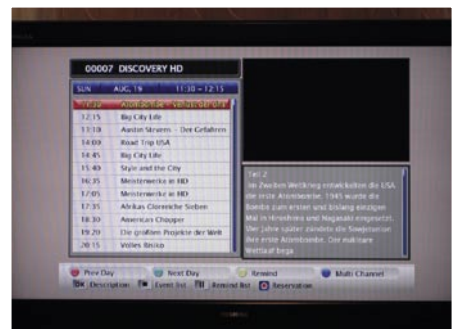 00007 DISCOVERY HD
SUN AUG, 19 11:30 – 12:15
11:30 Atombombe –
12:15 Big City Life
13:10 Austin Stevens – Der Gefahren
14:00 Road Trip USA
14:45 Big City Life
15:40 Style and the City
16:35 Meisterwerke in HD
17:05 Meisterwerke in HD
17:35 Afrikas Glorreiche Sieben
18:30 American Chopper
19:20 Die größten Projekte der Welt
20:15 Volles Risiko
Teil 2
Im Zweiten Weltkrieg entwickelten die USA
die erste Atombombe. 1945 wurde die
Bombe zum ersten und bislang einzigen
Mal in Hiroshima und Nagasaki eingesetzt.
Vier Jahre später zündete die Sowjetunion
ihre erste Atombombe. Der nukleare
Wettlauf bega
Prev Day Next Day Remind Multi Channel
OK Description Event list Remind list Reservation